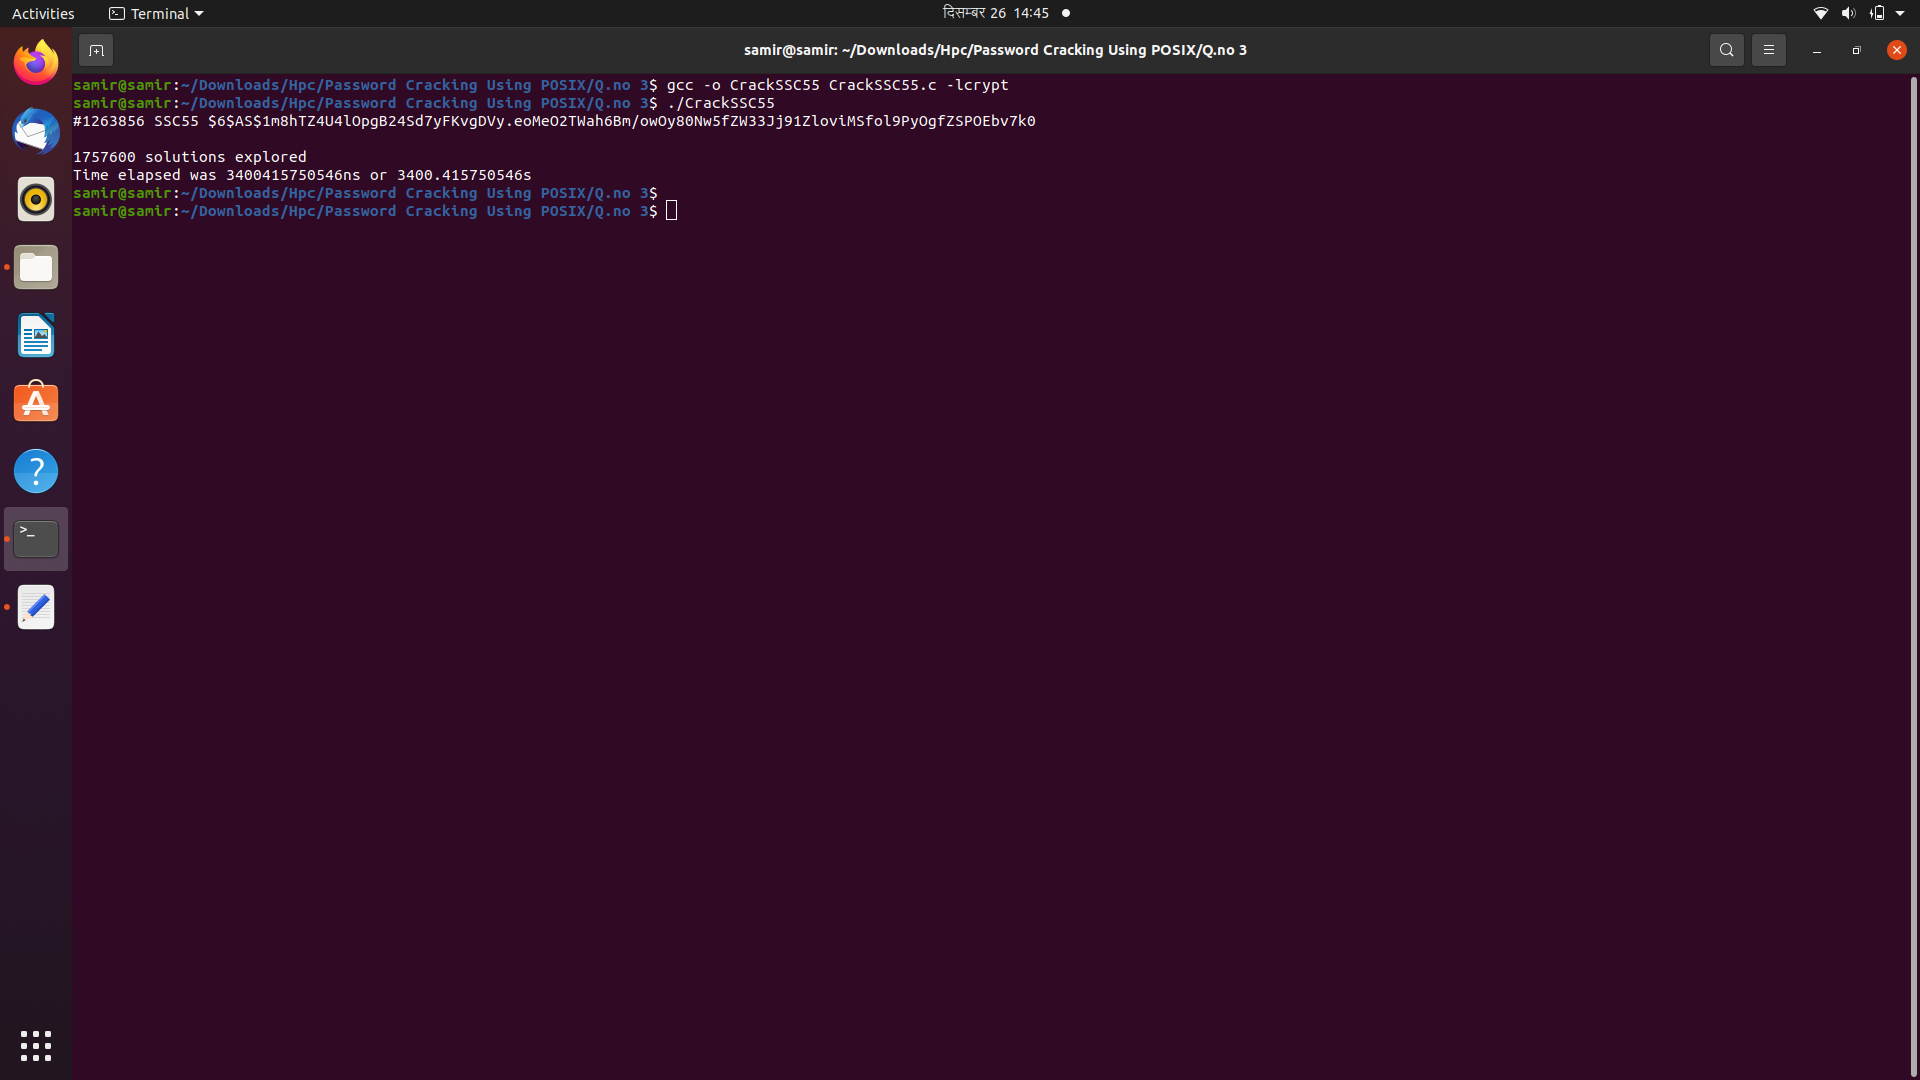 Activities
Terminal
दिसम्बर 26 14:45
samir@samir: ~/Downloads/Hpc/Password Cracking Using POSIX/Q.no 3
samir@samir:~/Downloads/Hpc/Password Cracking Using POSIX/Q.no 3$ gcc -o CrackSSC55 CrackSSC55.c -lcrypt
samir@samir:~/Downloads/Hpc/Password Cracking Using POSIX/Q.no 3$ ./CrackSSC55
#1263856 SSC55 $6$AS$1m8hTZ4U4lOpgB24Sd7yFKvgDVy.eoMeO2TWah6Bm/owOy80Nw5fZW33Jj91ZloviMSfol9PyOgfZSPOEbv7k0
1757600 solutions explored
Time elapsed was 3400415750546ns or 3400.415750546s
samir@samir:~/Downloads/Hpc/Password Cracking Using POSIX/Q.no 3$
samir@samir:~/Downloads/Hpc/Password Cracking Using POSIX/Q.no 3$